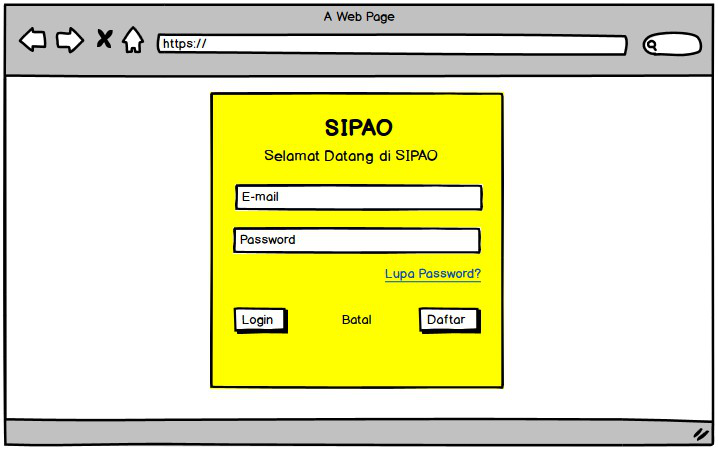 A Web Page
https://
SIPAO
Selamat Datang di SIPAO
E-mail
Password
Lupa Password?
Login Batal Daftar